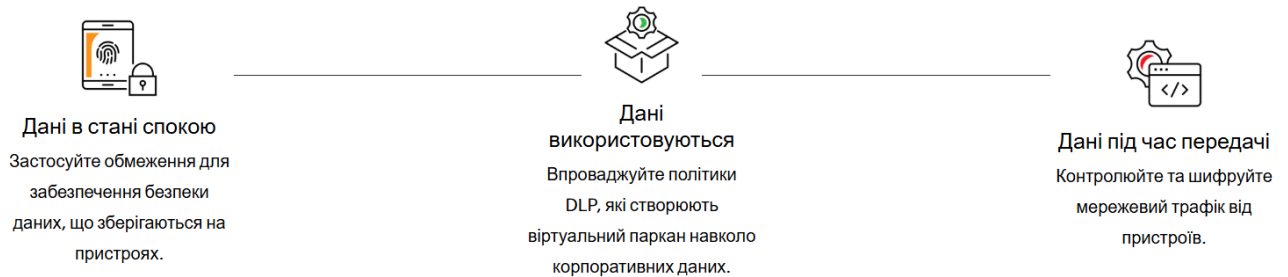 Дані в стані спокою
Застосуйте обмеження для
забезпечення безпеки
даних, що зберігаються на
пристроях.
Дані
використовуються
Впроваджуйте політики
DLP, які створюють
віртуальний паркан навколо
корпоративних даних.
Дані під час передачі
Контролюйте та шифруйте
мережевий трафік від
пристроїв.